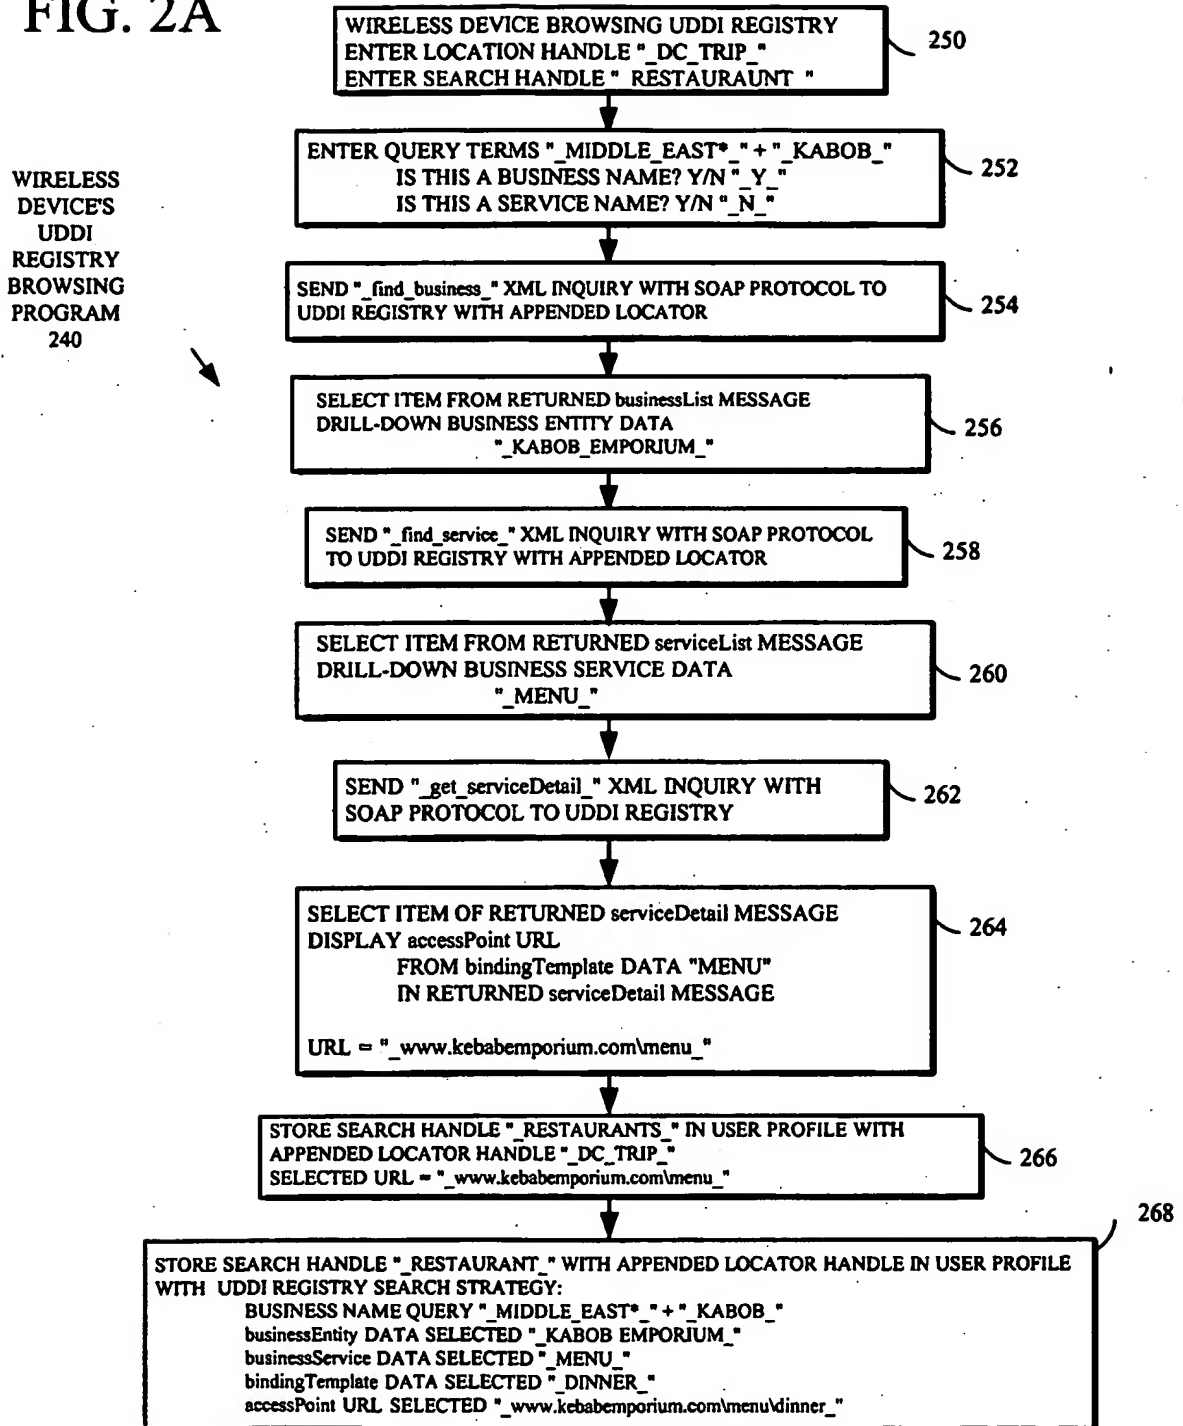 FIG. 2A
WIRELESS DEVICE BROWSING UDDI REGISTRY
ENTER LOCATION HANDLE "_DC_TRIP_"
ENTER SEARCH HANDLE "_RESTAURAUNT_"
250
ENTER QUERY TERMS "_MIDDLE_EAST*_" + "_KABOB_"
IS THIS A BUSINESS NAME? Y/N "_Y_"
IS THIS A SERVICE NAME? Y/N "_N_"
252
WIRELESS
DEVICE'S
UDDI
REGISTRY
BROWSING
PROGRAM
240
SEND "_find_business_" XML INQUIRY WITH SOAP PROTOCOL TO
UDDI REGISTRY WITH APPENDED LOCATOR
254
SELECT ITEM FROM RETURNED businessList MESSAGE
DRILL-DOWN BUSINESS ENTITY DATA
"_KABOB_EMPORIUM_"
256
SEND "_find_service_" XML INQUIRY WITH SOAP PROTOCOL
TO UDDI REGISTRY WITH APPENDED LOCATOR
258
SELECT ITEM FROM RETURNED serviceList MESSAGE
DRILL-DOWN BUSINESS SERVICE DATA
"_MENU_"
260
SEND "_get_serviceDetail_" XML INQUIRY WITH
SOAP PROTOCOL TO UDDI REGISTRY
262
SELECT ITEM OF RETURNED serviceDetail MESSAGE
DISPLAY accessPoint URL
FROM bindingTemplate DATA "MENU"
IN RETURNED serviceDetail MESSAGE
URL = "_www.kebabemporium.com\menu_"
264
STORE SEARCH HANDLE "_RESTAURANTS_" IN USER PROFILE WITH
APPENDED LOCATOR HANDLE "_DC_TRIP_"
SELECTED URL = "_www.kebabemporium.com\menu_"
266
268
STORE SEARCH HANDLE "_RESTAURANT_" WITH APPENDED LOCATOR HANDLE IN USER PROFILE
WITH UDDI REGISTRY SEARCH STRATEGY:
BUSINESS NAME QUERY "_MIDDLE_EAST*_" + "_KABOB_"
businessEntity DATA SELECTED "_KABOB EMPORIUM_"
businessService DATA SELECTED "_MENU_"
bindingTemplate DATA SELECTED "_DINNER_"
accessPoint URL SELECTED "_www.kebabemporium.com\menu\dinner_"